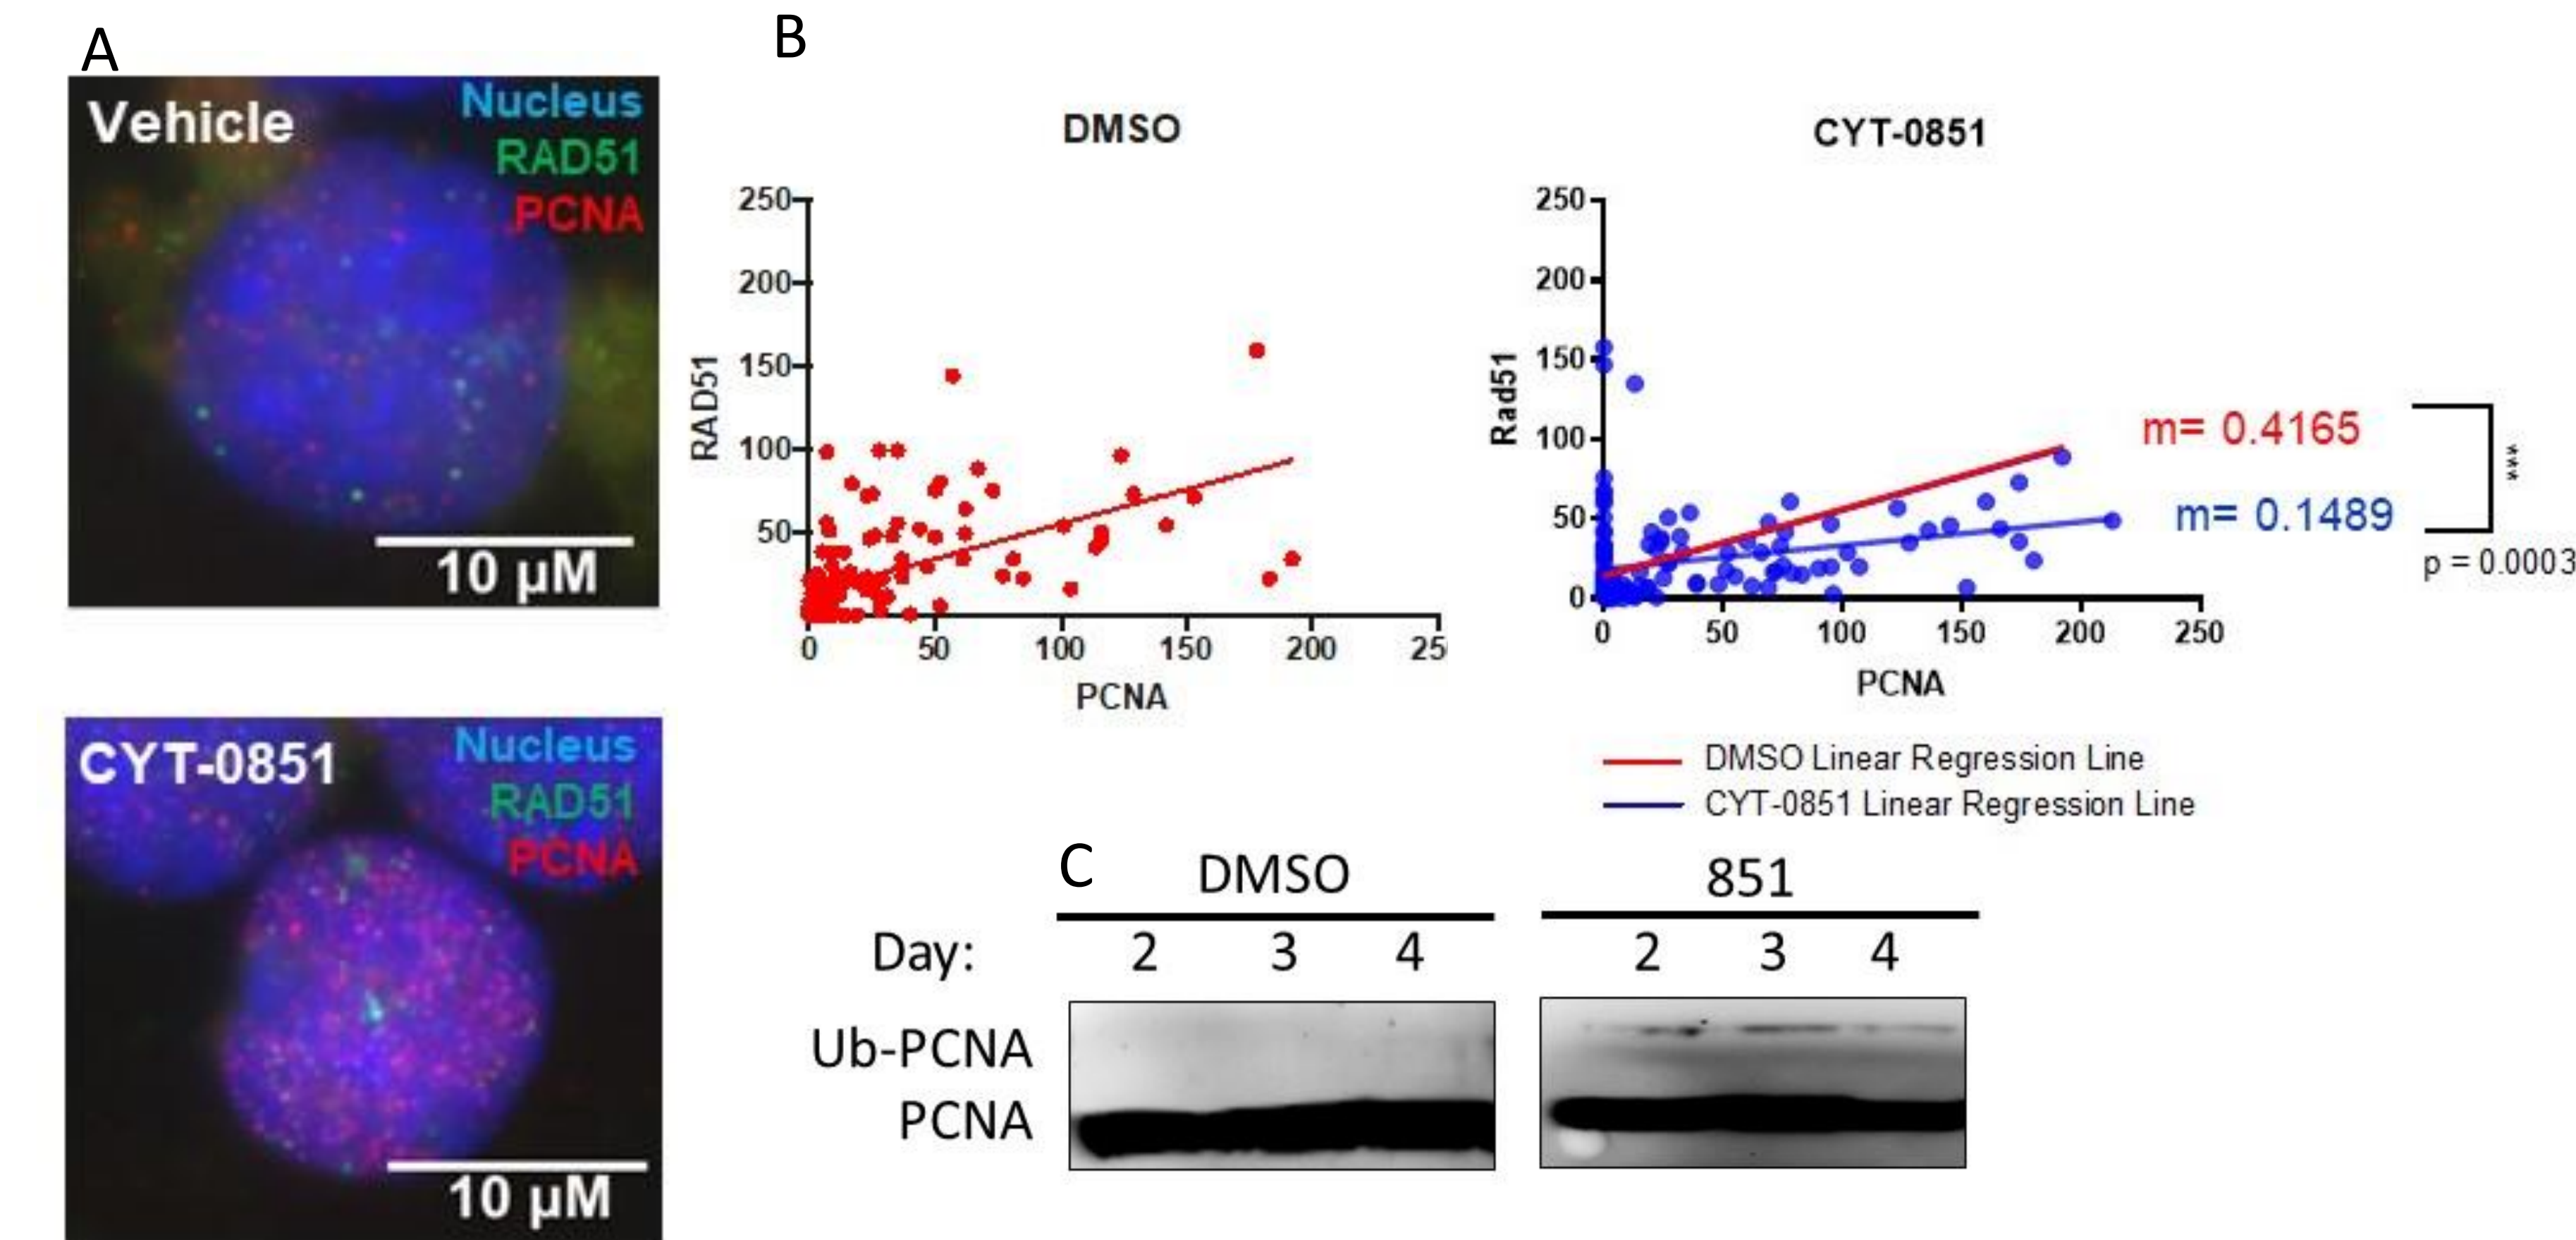 A
Vehicle
Nucleus
RAD51
PCNA
10 µM
CYT-0851
Nucleus
RAD51
PCNA
10 µM
B
DMSO
250
200
150
100
50
RAD51
0 50 100 150 200 25
PCNA
CYT-0851
250
200
150
100
50
0
Rad51
0 50 100 150 200 250
PCNA
m= 0.4165
m= 0.1489
***
p = 0.0003
DMSO Linear Regression Line
CYT-0851 Linear Regression Line
C
DMSO 851
Day: 2 3 4 2 3 4
Ub-PCNA
PCNA